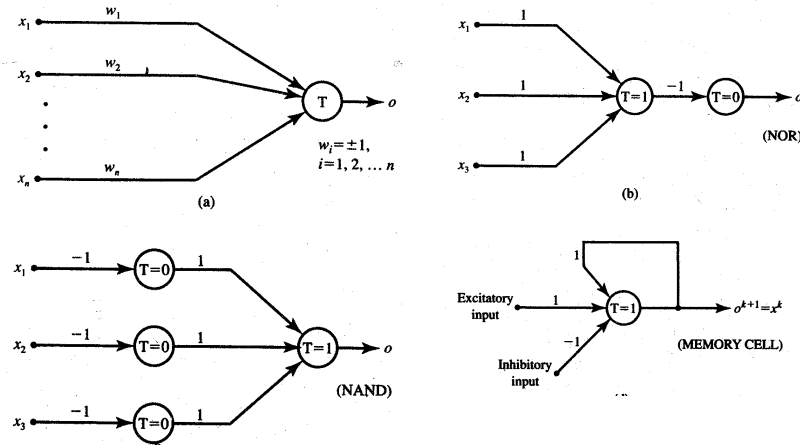 x₁ w₁
x₂ w₂
T o
wᵢ=±1,
i=1, 2, ... n
xₙ wₙ
(a)
x₁ 1
x₂ 1 T=1 −1 T=0 o
(NOR)
x₃ 1
(b)
x₁ −1 T=0 1
x₂ −1 T=0 1 T=1 o
(NAND)
x₃ −1 T=0 1
1
Excitatory
input
1 T=1 oᵏ⁺¹=xᵏ
−1
(MEMORY CELL)
Inhibitory
input